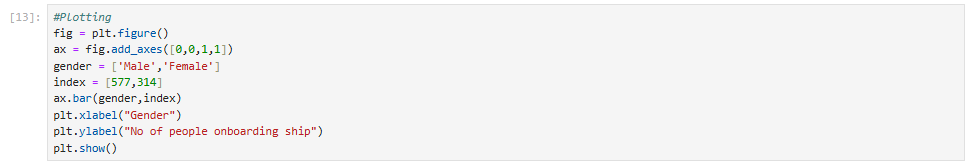 [13]: #Plotting
fig = plt.figure()
ax = fig.add_axes([0,0,1,1])
gender = ['Male','Female']
index = [577,314]
ax.bar(gender,index)
plt.xlabel("Gender")
plt.ylabel("No of people onboarding ship")
plt.show()